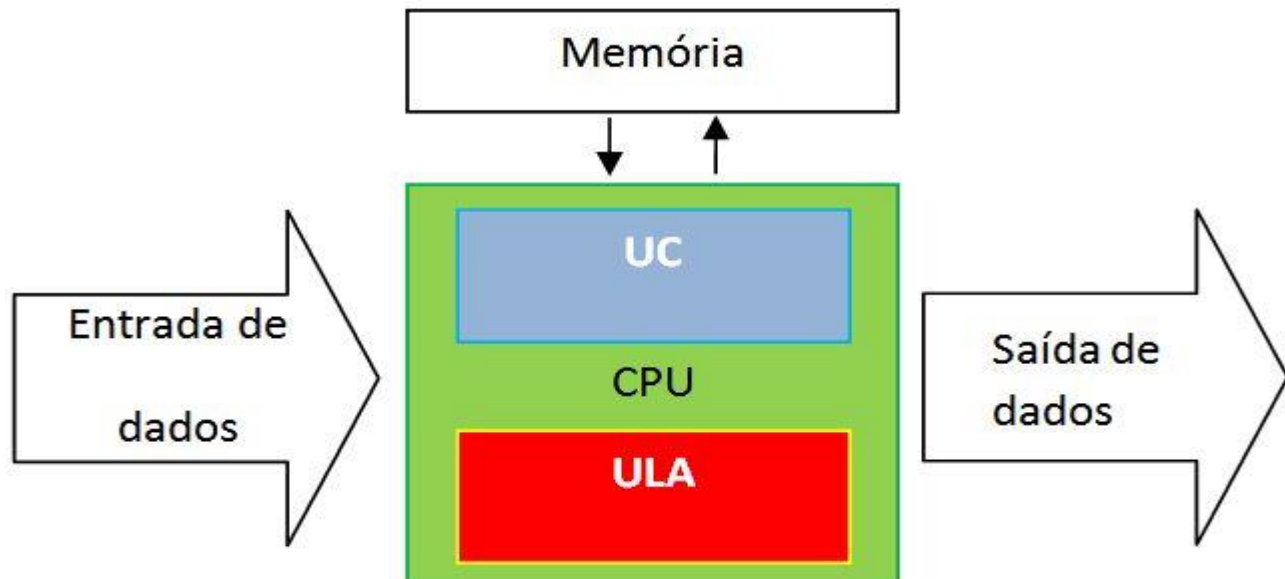 Memória
UC
Entrada de
dados
CPU
Saída de
dados
ULA